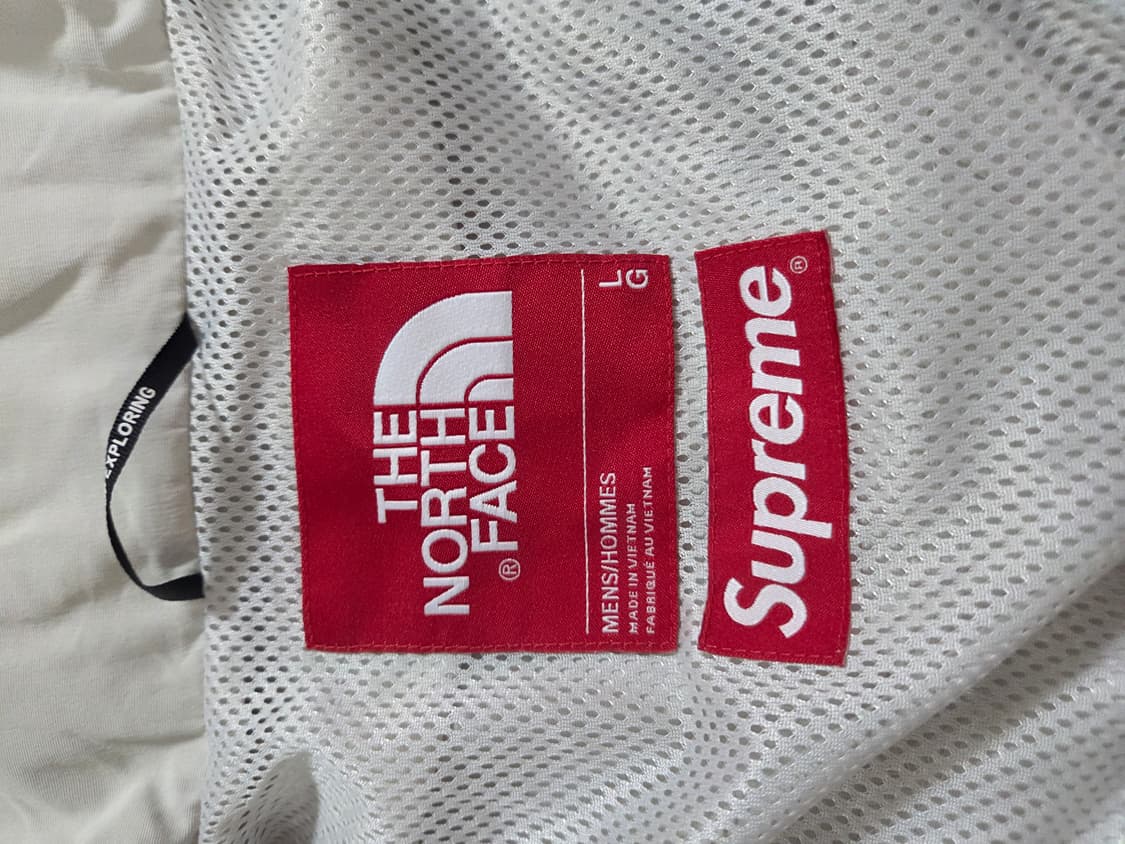 EXPLORING
THE
NORTH
® FACE
MENS/HOMMES L
MADE IN VIETNAM G
FABRIQUÉ AU VIETNAM
Supreme ®